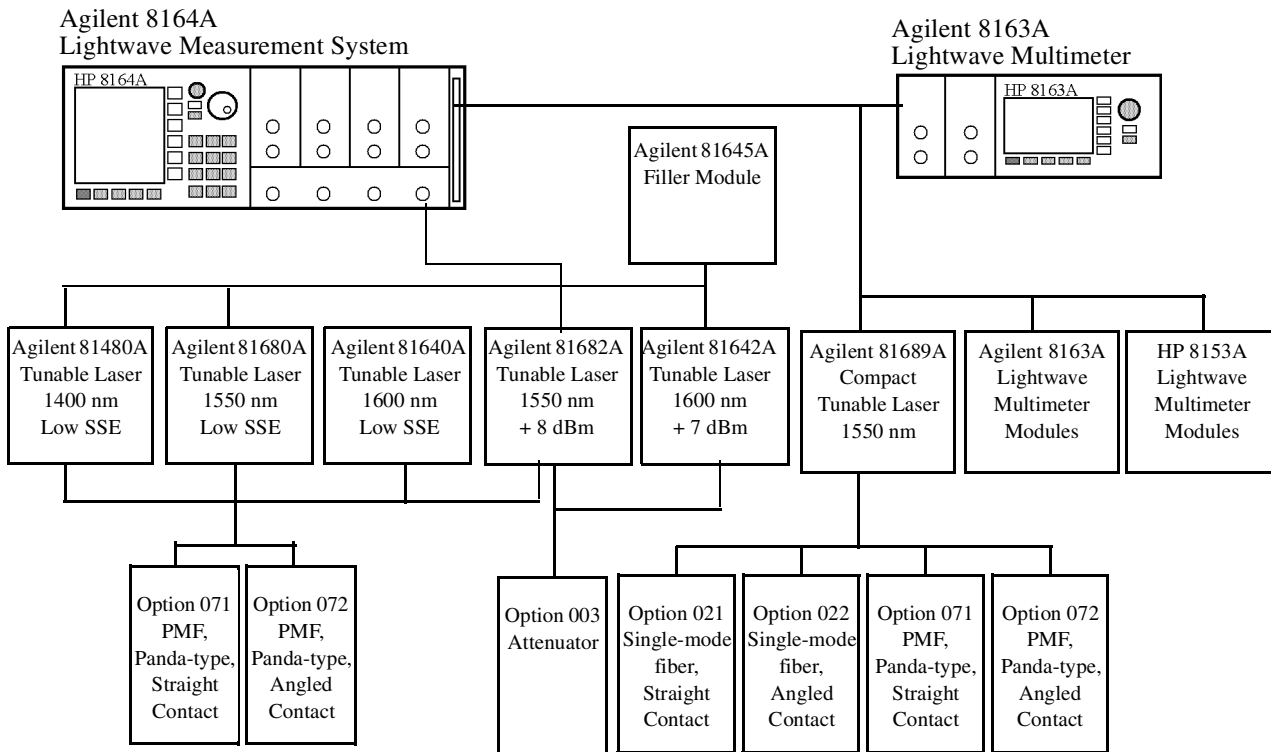 Agilent 8164A
Lightwave Measurement System
HP 8164A
Agilent 8163A
Lightwave Multimeter
HP 8163A
Agilent 81645A
Filler Module
Agilent 81480A
Tunable Laser
1400 nm
Low SSE
Agilent 81680A
Tunable Laser
1550 nm
Low SSE
Agilent 81640A
Tunable Laser
1600 nm
Low SSE
Agilent 81682A
Tunable Laser
1550 nm
+ 8 dBm
Agilent 81642A
Tunable Laser
1600 nm
+ 7 dBm
Agilent 81689A
Compact
Tunable Laser
1550 nm
Agilent 8163A
Lightwave
Multimeter
Modules
HP 8153A
Lightwave
Multimeter
Modules
Option 071
PMF,
Panda-type,
Straight
Contact
Option 072
PMF,
Panda-type,
Angled
Contact
Option 003
Attenuator
Option 021
Single-mode
fiber,
Straight
Contact
Option 022
Single-mode
fiber,
Angled
Contact
Option 071
PMF,
Panda-type,
Straight
Contact
Option 072
PMF,
Panda-type,
Angled
Contact